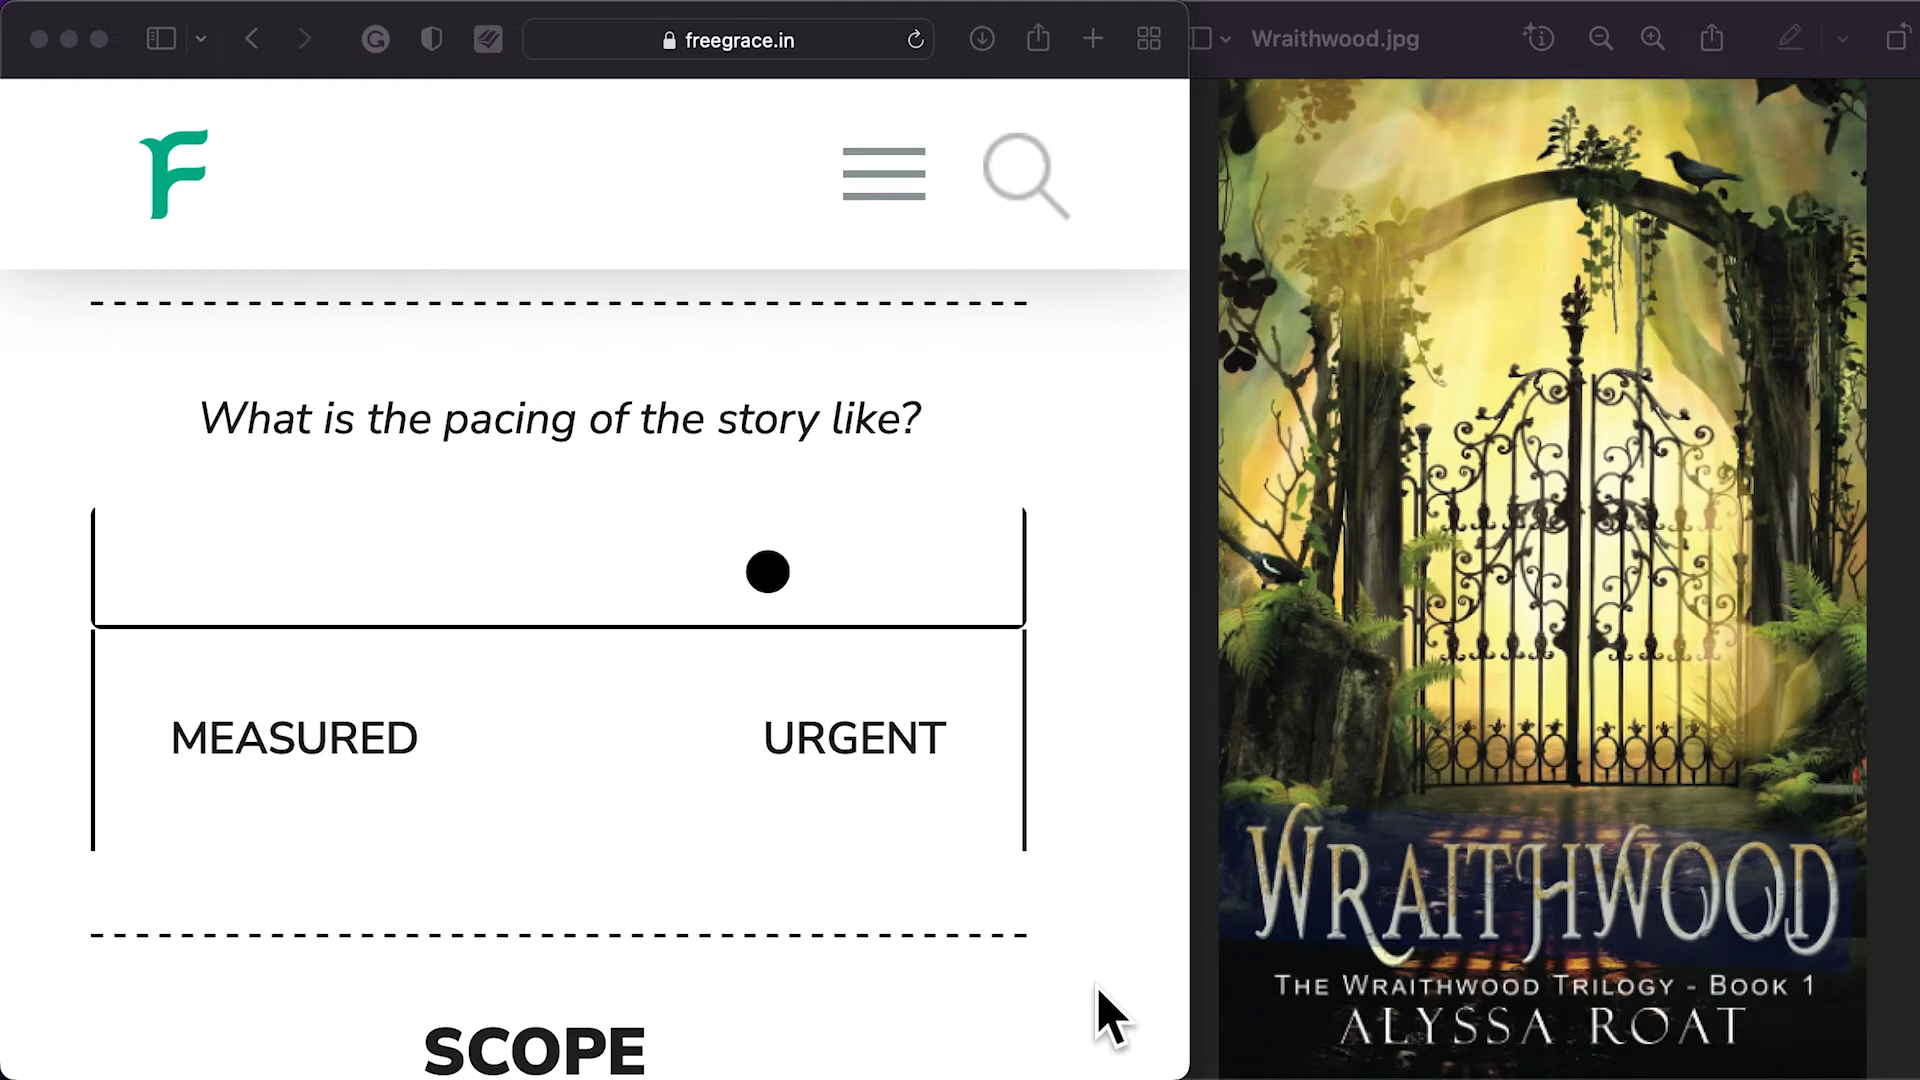 freegrace.in
Wraithwood.jpg
F
What is the pacing of the story like?
MEASURED
URGENT
SCOPE
WRAITHWOOD
THE WRAITHWOOD TRILOGY - BOOK 1
ALYSSA ROAT